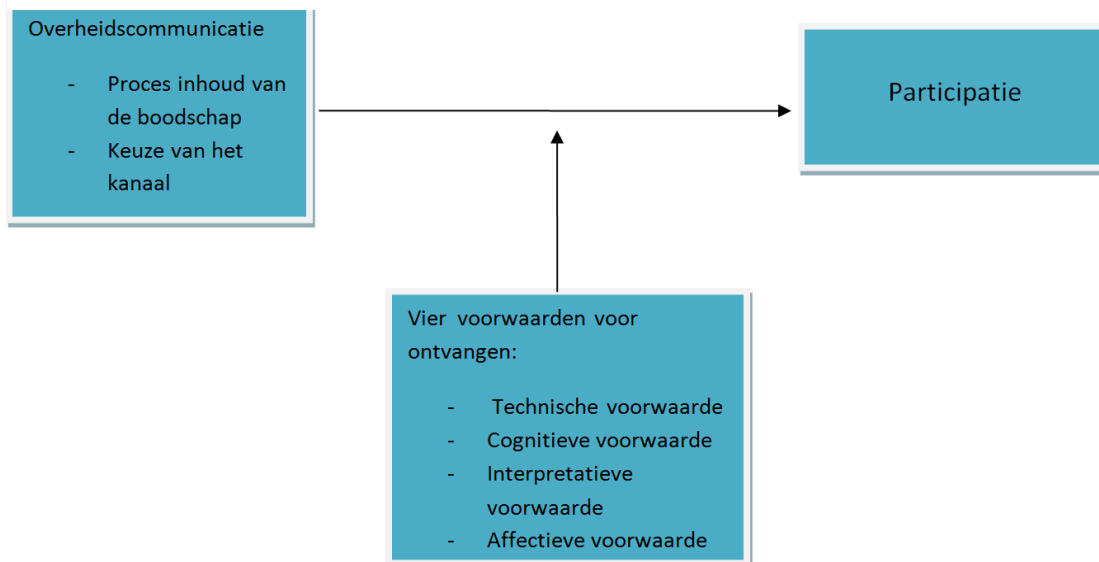 Overheidscommunicatie
- Proces inhoud van
de boodschap
- Keuze van het
kanaal
Participatie
Vier voorwaarden voor
ontvangen:
- Technische voorwaarde
- Cognitieve voorwaarde
- Interpretatieve
voorwaarde
- Affectieve voorwaarde